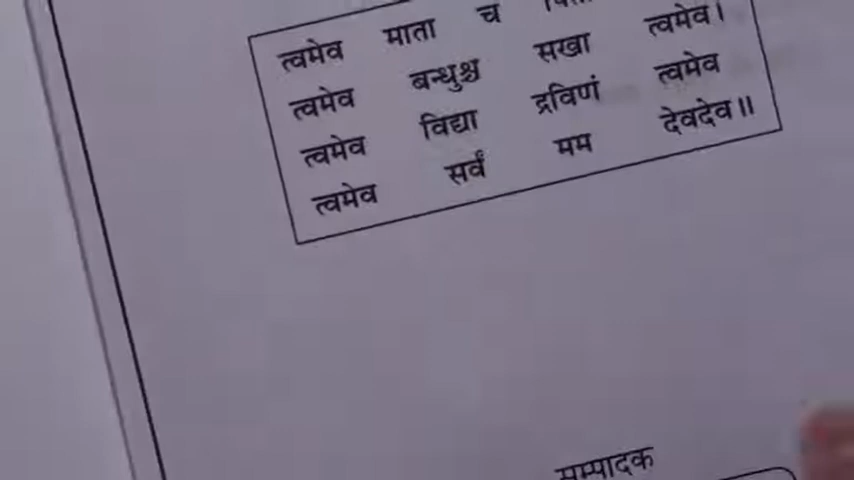 त्वमेव माता च
त्वमेव बन्धुश्च सखा त्वमेव।
त्वमेव विद्या द्रविणं त्वमेव
त्वमेव सर्वं मम देवदेव॥
सम्पादक